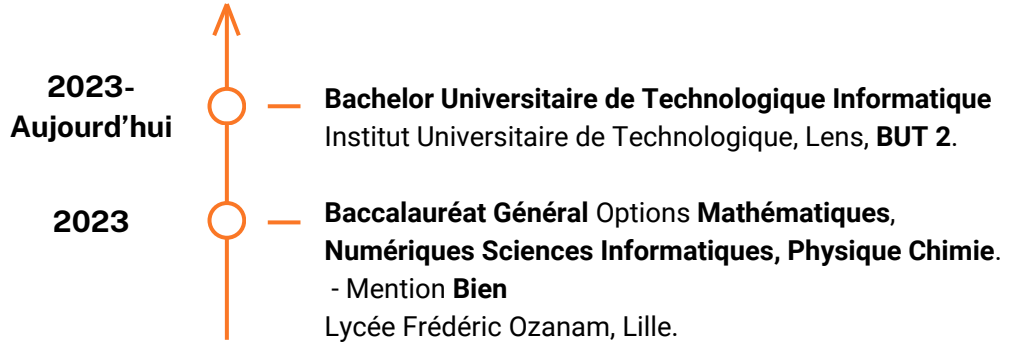 2023-
Aujourd’hui
Bachelor Universitaire de Technologique Informatique
Institut Universitaire de Technologique, Lens, BUT 2.
2023
Baccalauréat Général Options Mathématiques,
Numériques Sciences Informatiques, Physique Chimie.
- Mention Bien
Lycée Frédéric Ozanam, Lille.